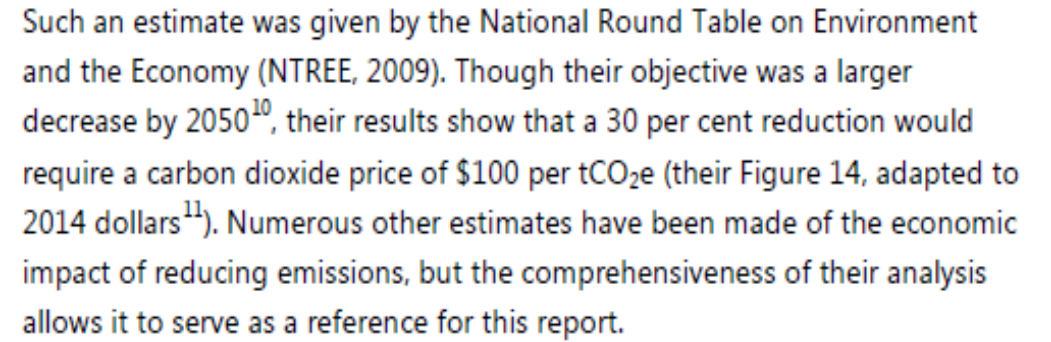 Such an estimate was given by the National Round Table on Environment
and the Economy (NTREE, 2009). Though their objective was a larger
decrease by 2050¹⁰, their results show that a 30 per cent reduction would
require a carbon dioxide price of $100 per tCO₂e (their Figure 14, adapted to
2014 dollars¹¹). Numerous other estimates have been made of the economic
impact of reducing emissions, but the comprehensiveness of their analysis
allows it to serve as a reference for this report.